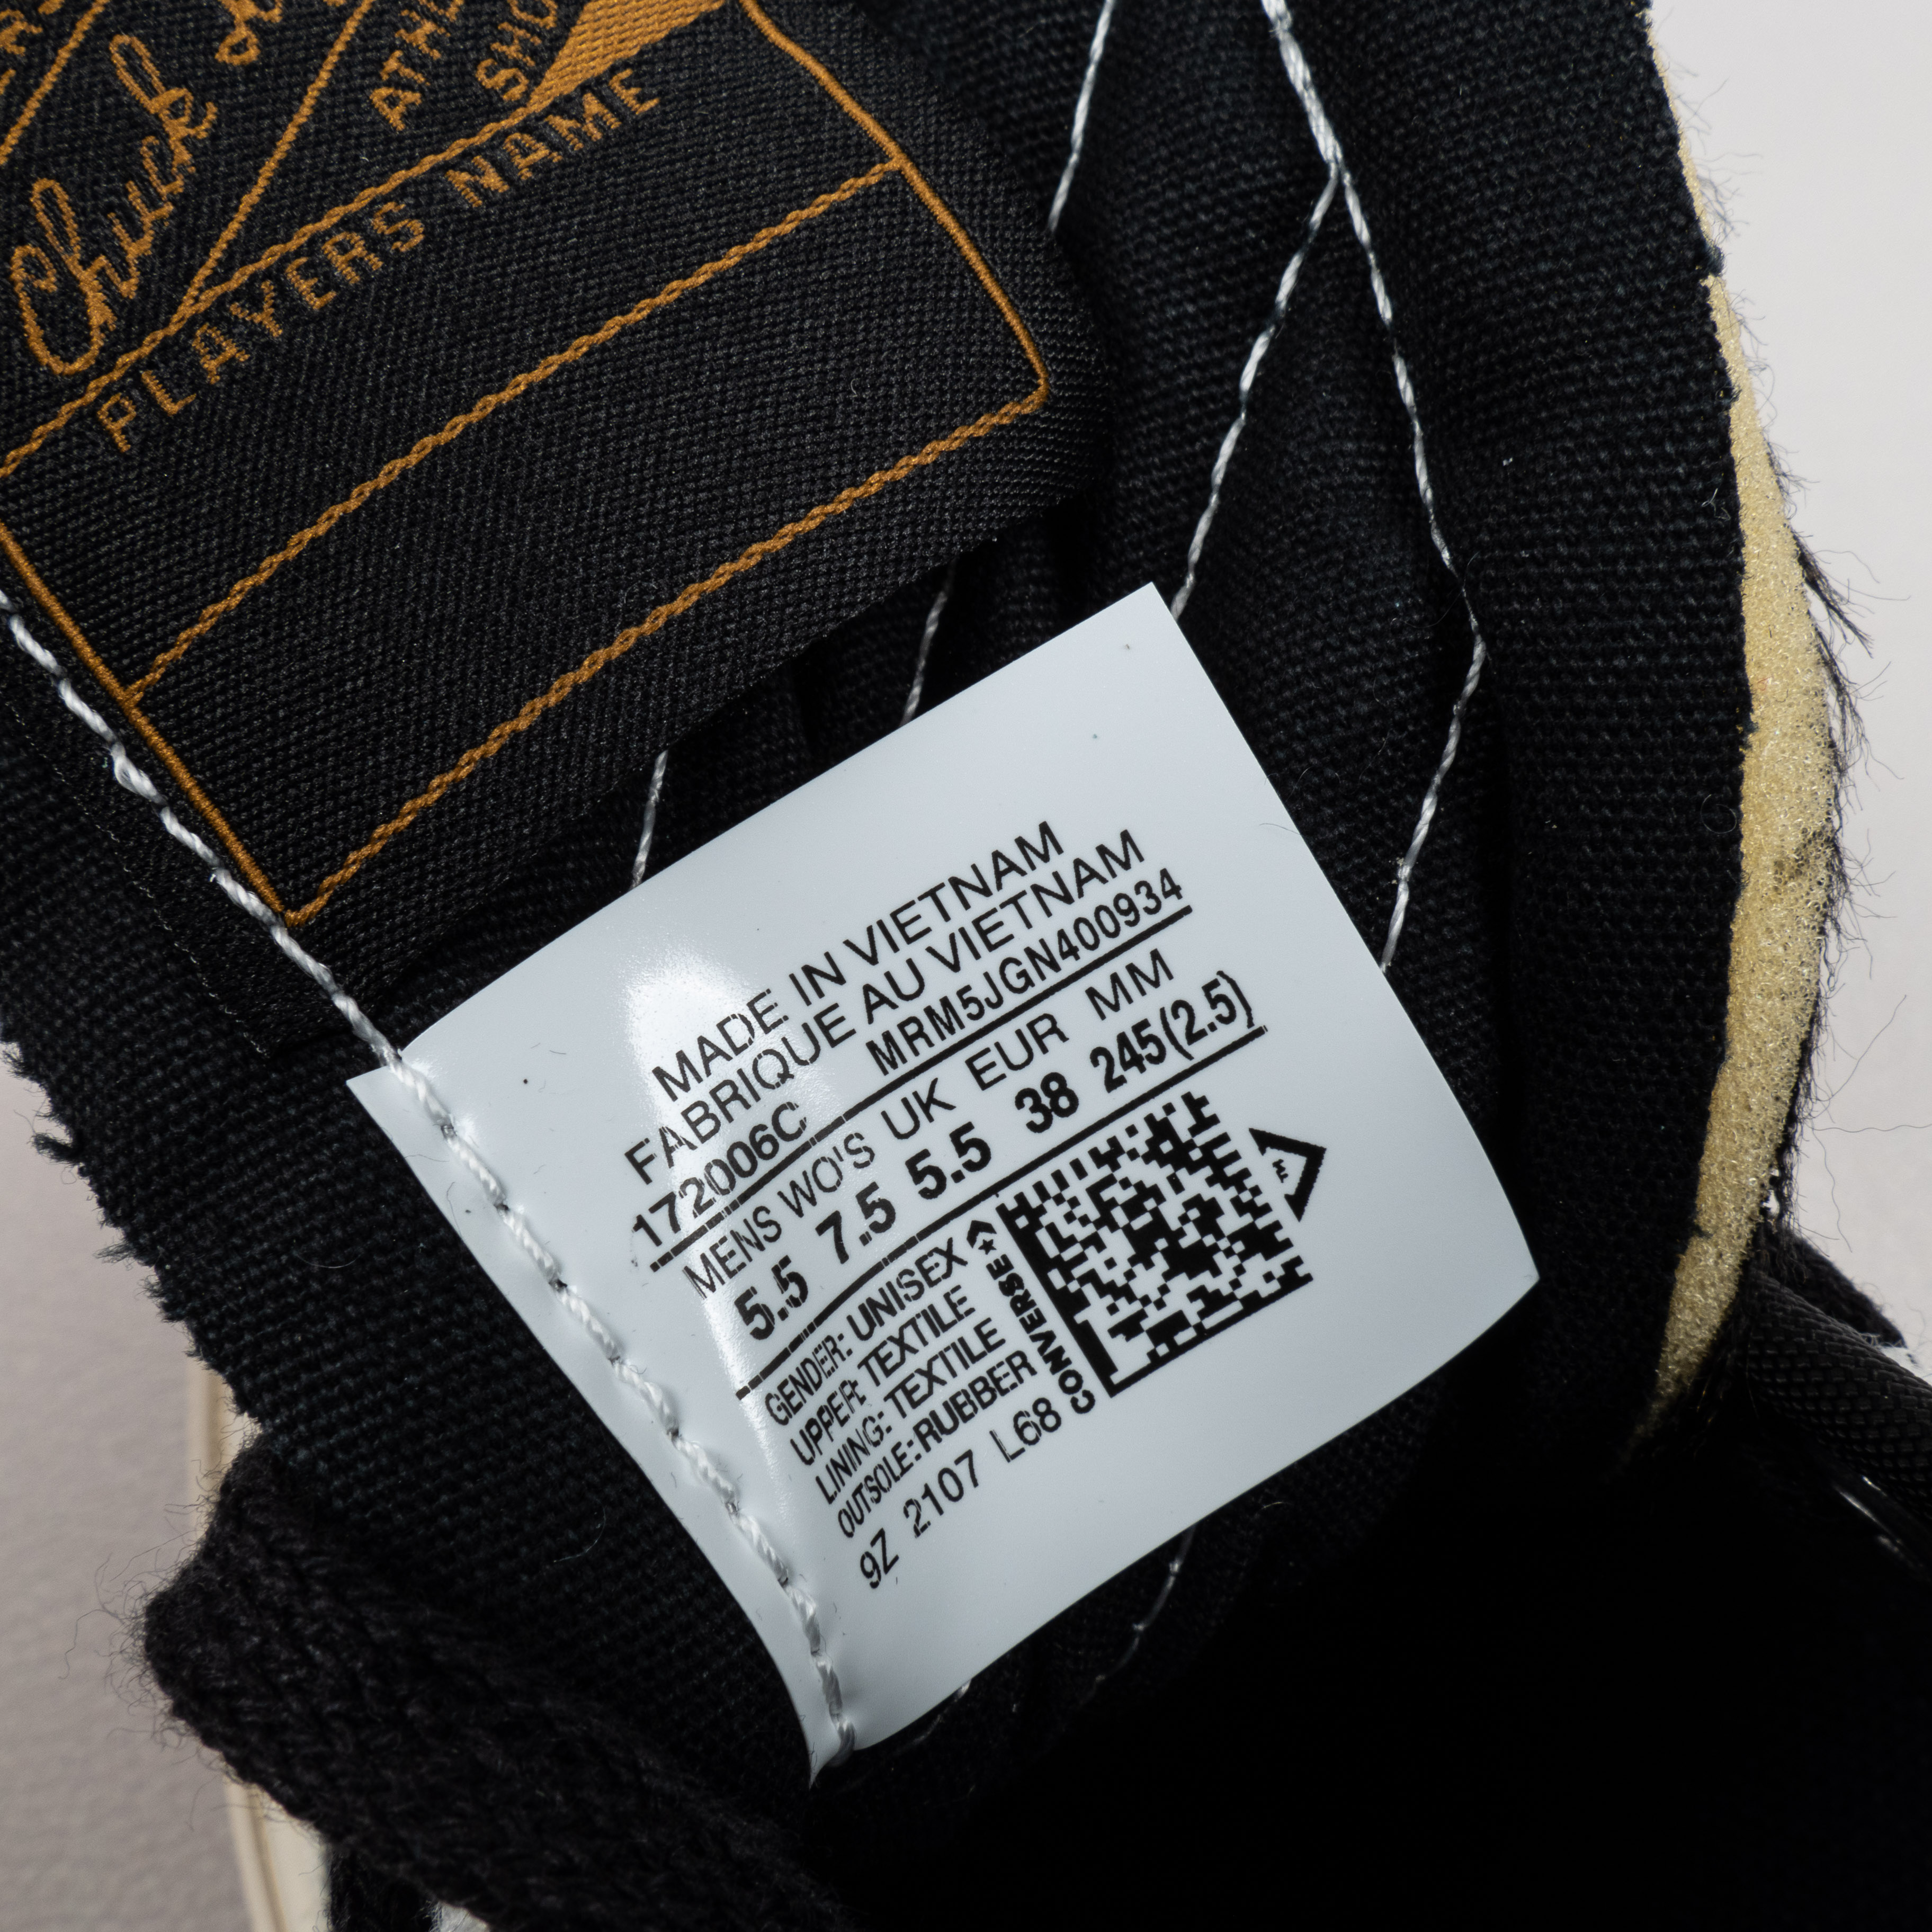 Chuck
ATHL
SHO
PLAYERS NAME
MADE IN VIETNAM
FABRIQUE AU VIETNAM
172006C MRM5JGN400934
MENS WO'S UK EUR MM
5.5 7.5 5.5 38 245(2.5)
GENDER: UNISEX
UPPER: TEXTILE
LINING: TEXTILE
OUTSOLE: RUBBER
9Z 2107 L68
CONVERSE